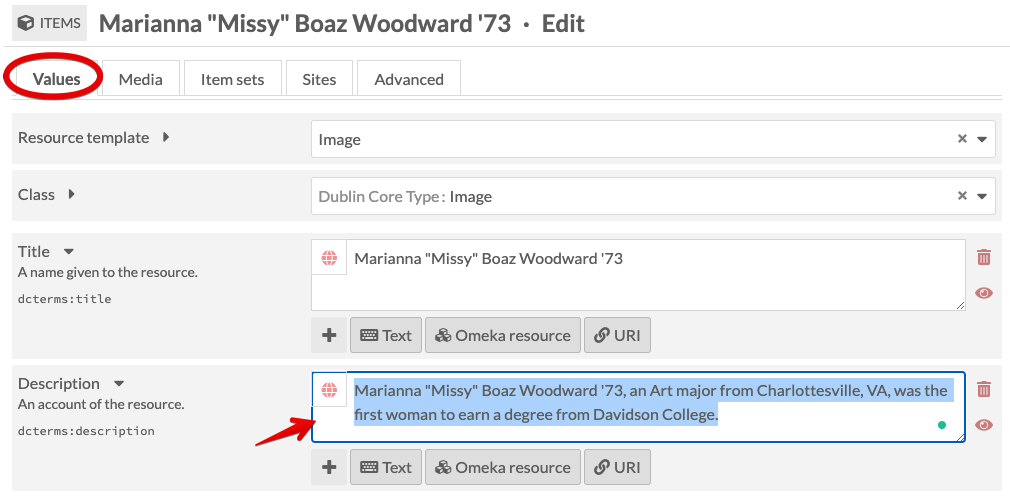 ITEMS Marianna "Missy" Boaz Woodward '73 · Edit
Values Media Item sets Sites Advanced
Resource template Image
Class Dublin Core Type: Image
Title Marianna "Missy" Boaz Woodward '73
A name given to the resource.
dcterms:title
Text Omeka resource URI
Description Marianna "Missy" Boaz Woodward '73, an Art major from Charlottesville, VA, was the
An account of the resource. first woman to earn a degree from Davidson College.
dcterms:description
Text Omeka resource URI